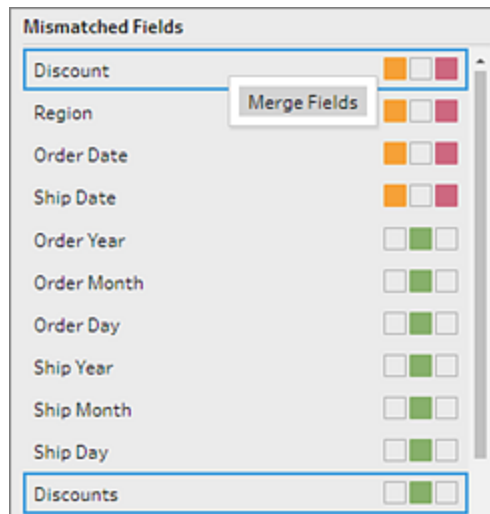 Mismatched Fields
Discount
Merge Fields
Region
Order Date
Ship Date
Order Year
Order Month
Order Day
Ship Year
Ship Month
Ship Day
Discounts